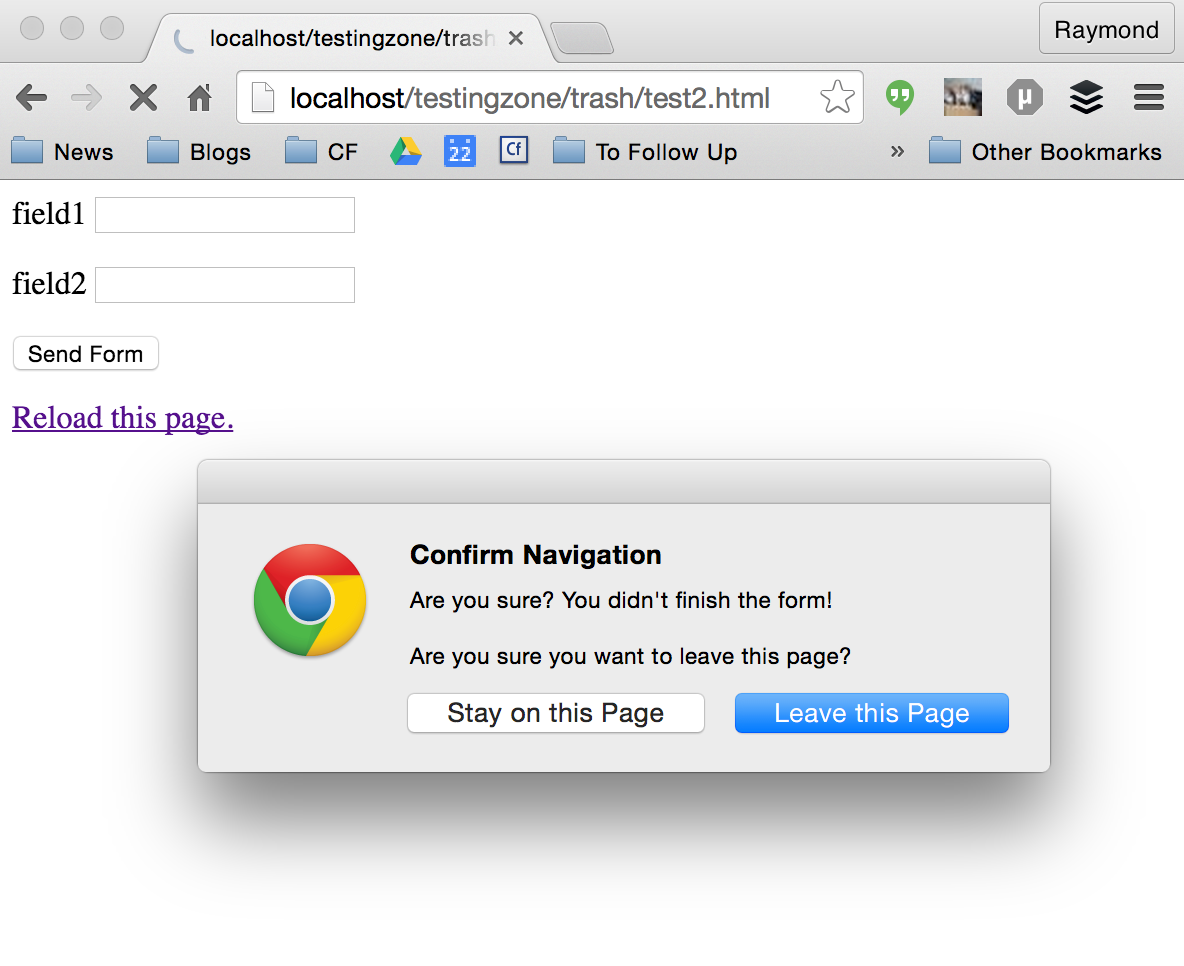 localhost/testingzone/trash
Raymond
localhost/testingzone/trash/test2.html
News Blogs CF 22 Cf To Follow Up » Other Bookmarks
field1
field2
Send Form
Reload this page.
Confirm Navigation
Are you sure? You didn't finish the form!
Are you sure you want to leave this page?
Stay on this Page Leave this Page